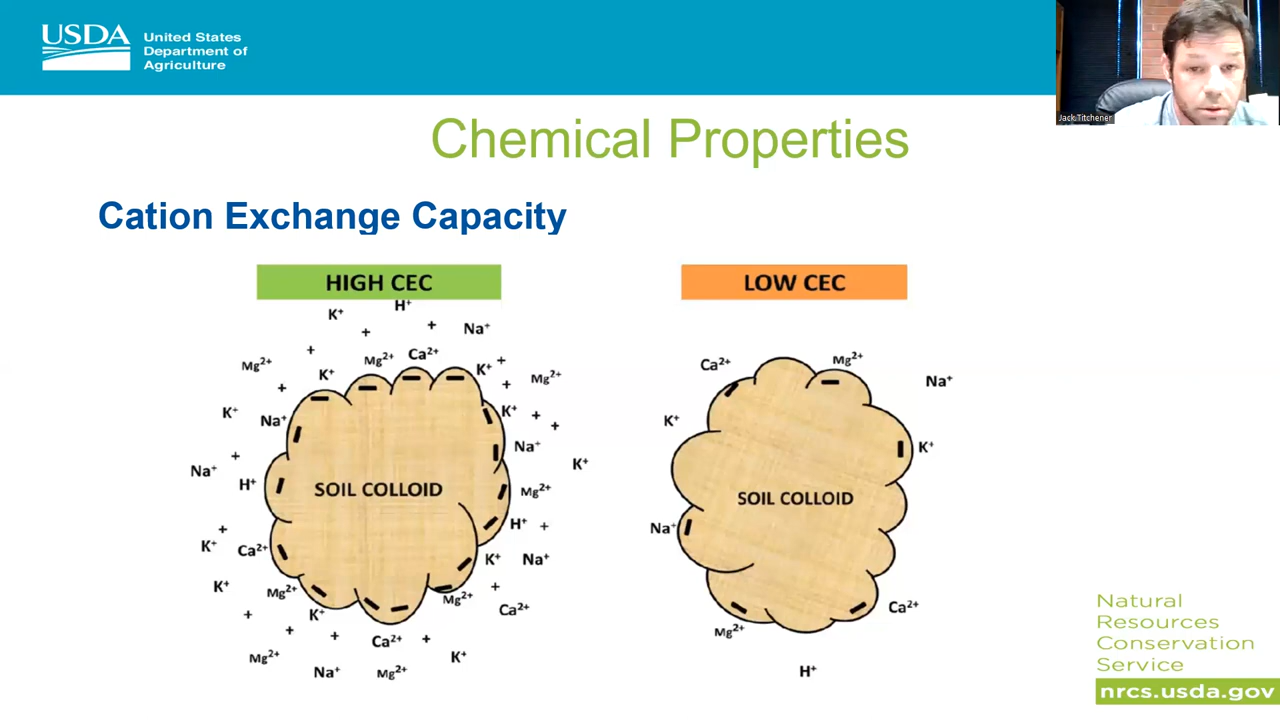 USDA
United States
Department of
Agriculture
Jack Titchener
Chemical Properties
Cation Exchange Capacity
HIGH CEC
LOW CEC
H⁺
K⁺
+ + Na⁺
+ Mg²⁺ Ca²⁺
Mg²⁺ K⁺ K⁺ +
+ + Mg²⁺
K⁺ Na⁺ K⁺ + +
+ Na⁺ K⁺
Na⁺ H⁺ SOIL COLLOID Mg²⁺
+ H⁺ +
K⁺ Ca²⁺ K⁺ Na⁺
K⁺ Mg²⁺ Mg²⁺ +
+ K⁺ Ca²⁺
+ + Ca²⁺ +
Mg²⁺ K⁺
Na⁺ Mg²⁺
Ca²⁺ Mg²⁺
Na⁺
K⁺ K⁺
SOIL COLLOID
Na⁺
Ca²⁺
Mg²⁺
H⁺
Natural
Resources
Conservation
Service
nrcs.usda.gov